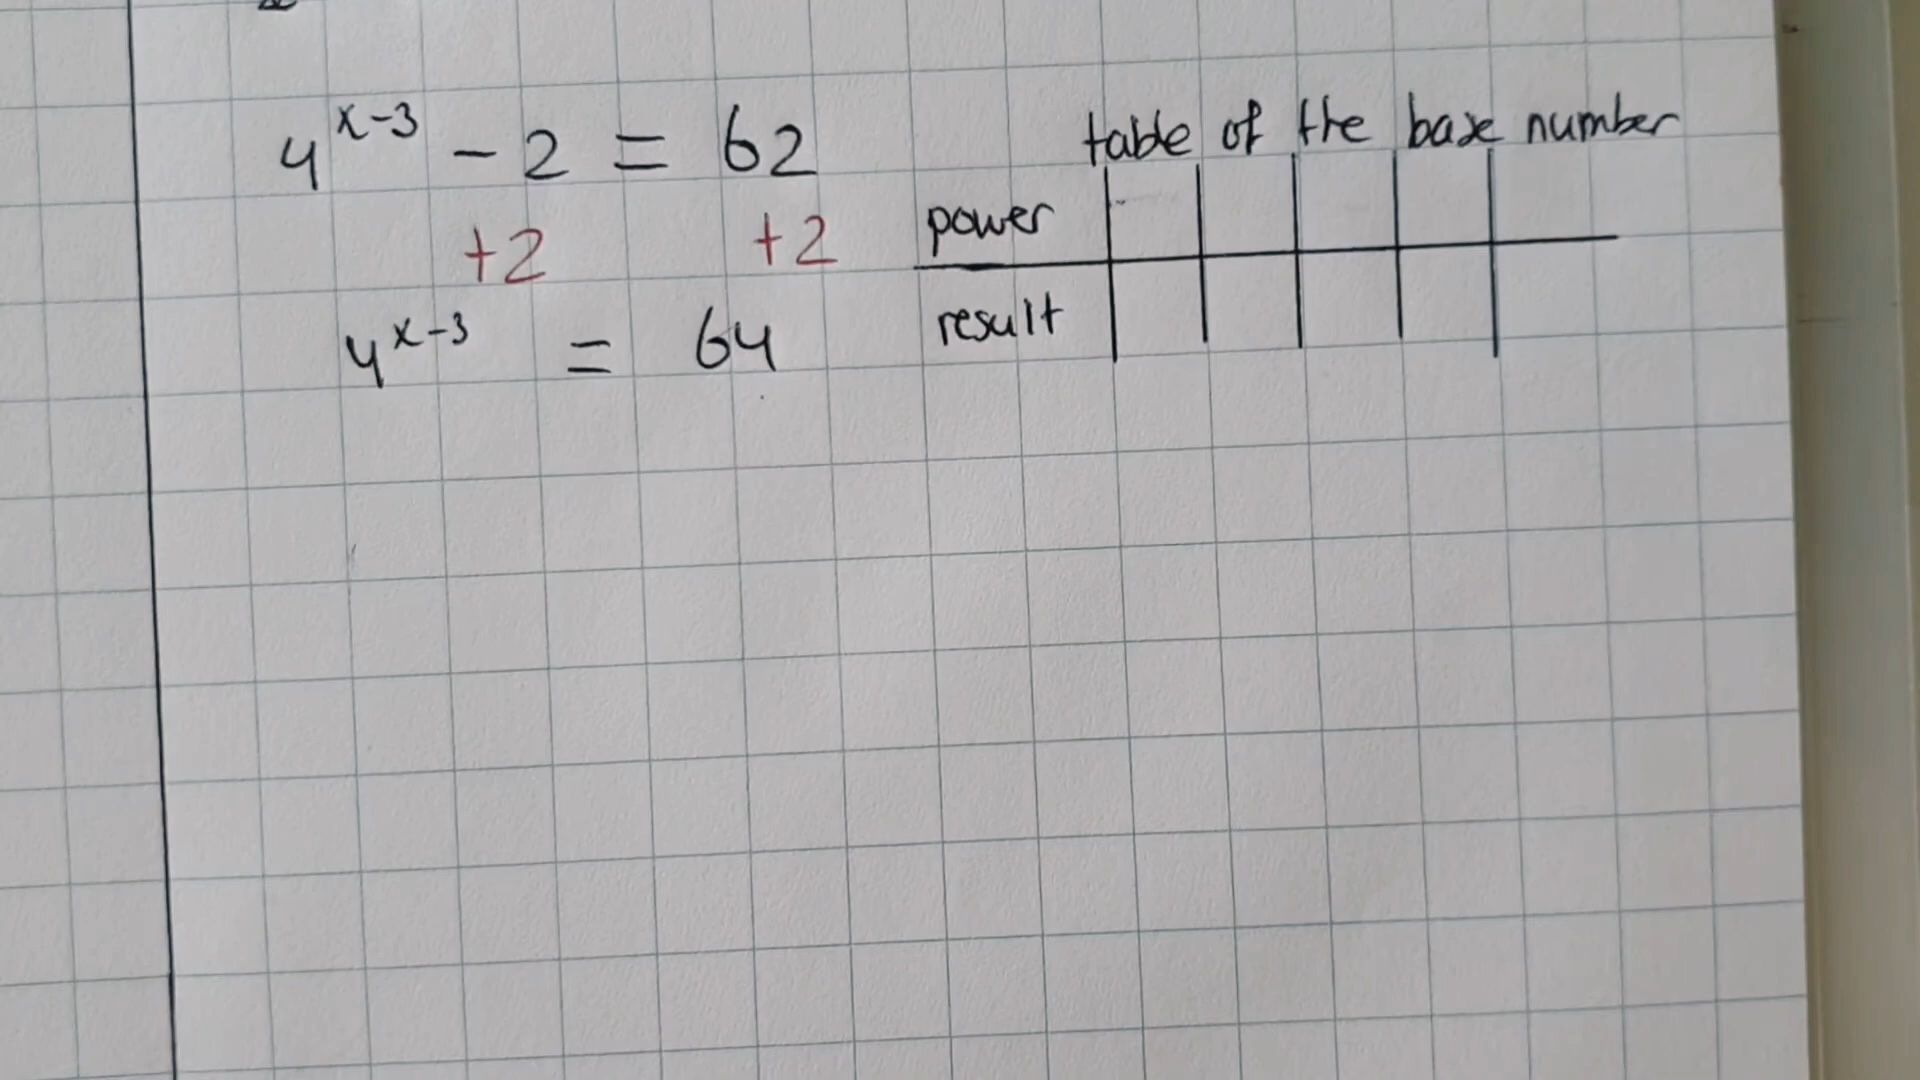 4^(x-3) - 2 = 62
+2 +2
4^(x-3) = 64
table of the base number
power
result